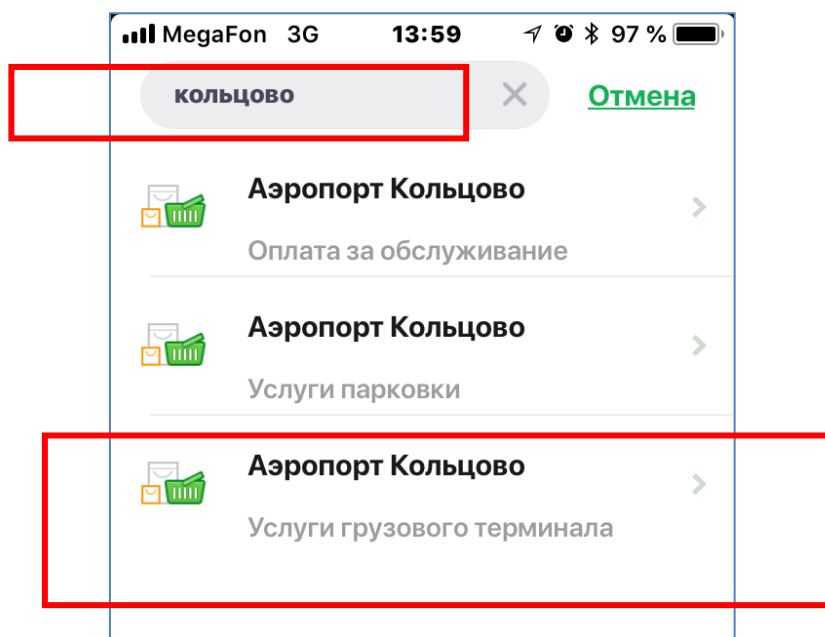 MegaFon 3G 13:59 97 %
кольцово Отмена
Аэропорт Кольцово
Оплата за обслуживание
Аэропорт Кольцово
Услуги парковки
Аэропорт Кольцово
Услуги грузового терминала